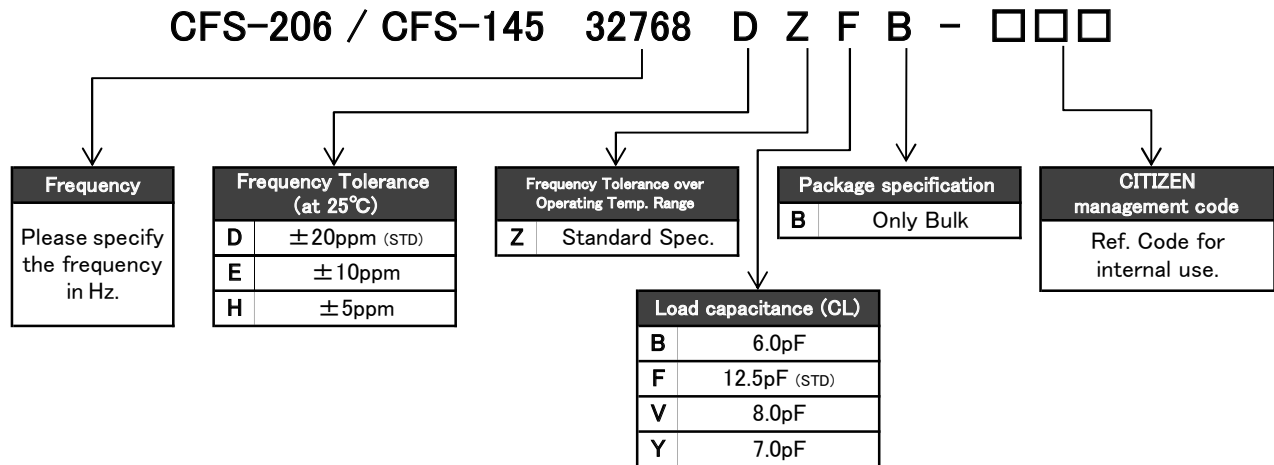 CFS-206 / CFS-145 32768 D Z F B - □□□
Frequency
Please specify
the frequency
in Hz.
Frequency Tolerance
(at 25℃)
D ±20ppm (STD)
E ±10ppm
H ±5ppm
Frequency Tolerance over
Operating Temp. Range
Z Standard Spec.
Load capacitance (CL)
B 6.0pF
F 12.5pF (STD)
V 8.0pF
Y 7.0pF
Package specification
B Only Bulk
CITIZEN
management code
Ref. Code for
internal use.